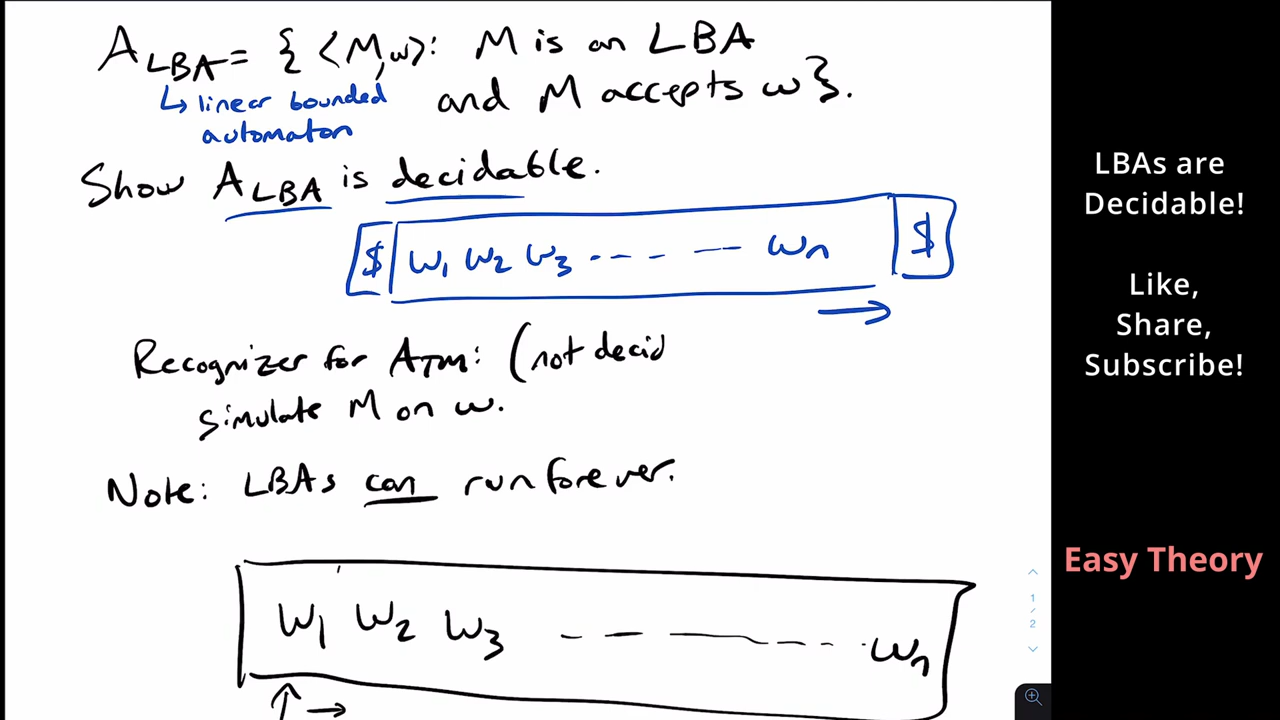 A_LBA = { <M,w>: M is an LBA
and M accepts w }.
↳ linear bounded
automaton
Show A_LBA is decidable.
$ w1 w2 w3 ---- -- wn $
→
Recognizer for A_TM: (not decid
simulate M on w.
Note: LBAs can run forever.
w1 w2 w3 -- -- ---- wn
↑ →
LBAs are
Decidable!
Like,
Share,
Subscribe!
Easy Theory
1
/
2